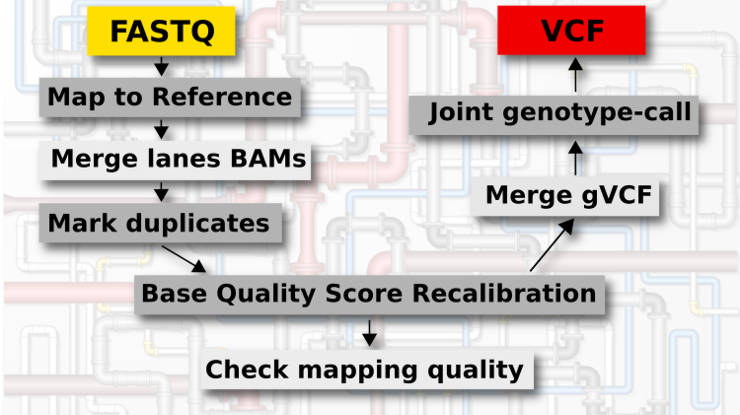 FASTQ
Map to Reference
Merge lanes BAMs
Mark duplicates
Base Quality Score Recalibration
Check mapping quality
Merge gVCF
Joint genotype-call
VCF